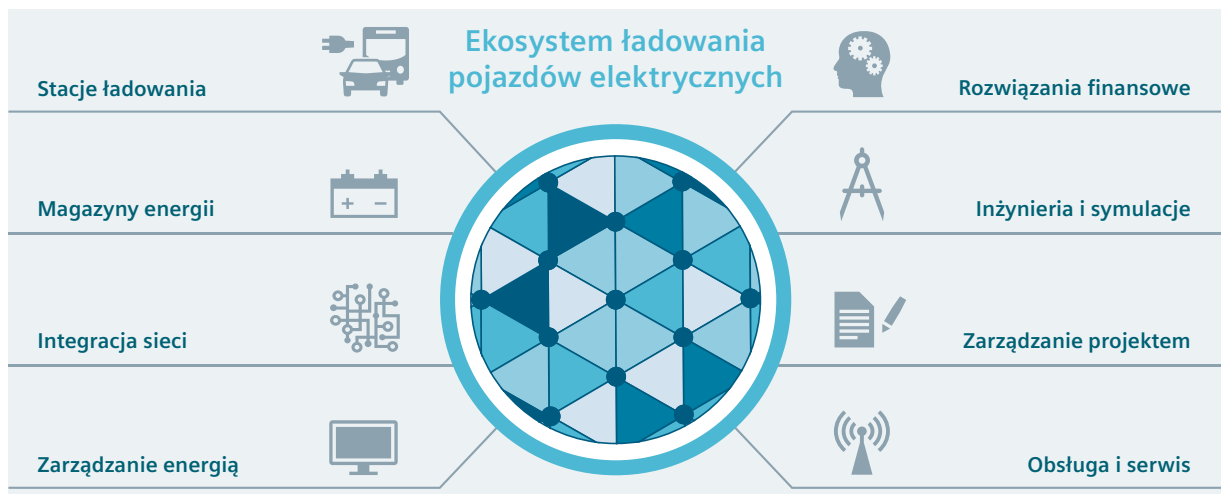 Ekosystem ładowania
pojazdów elektrycznych
Stacje ładowania
Magazyny energii
Integracja sieci
Zarządzanie energią
Rozwiązania finansowe
Inżynieria i symulacje
Zarządzanie projektem
Obsługa i serwis